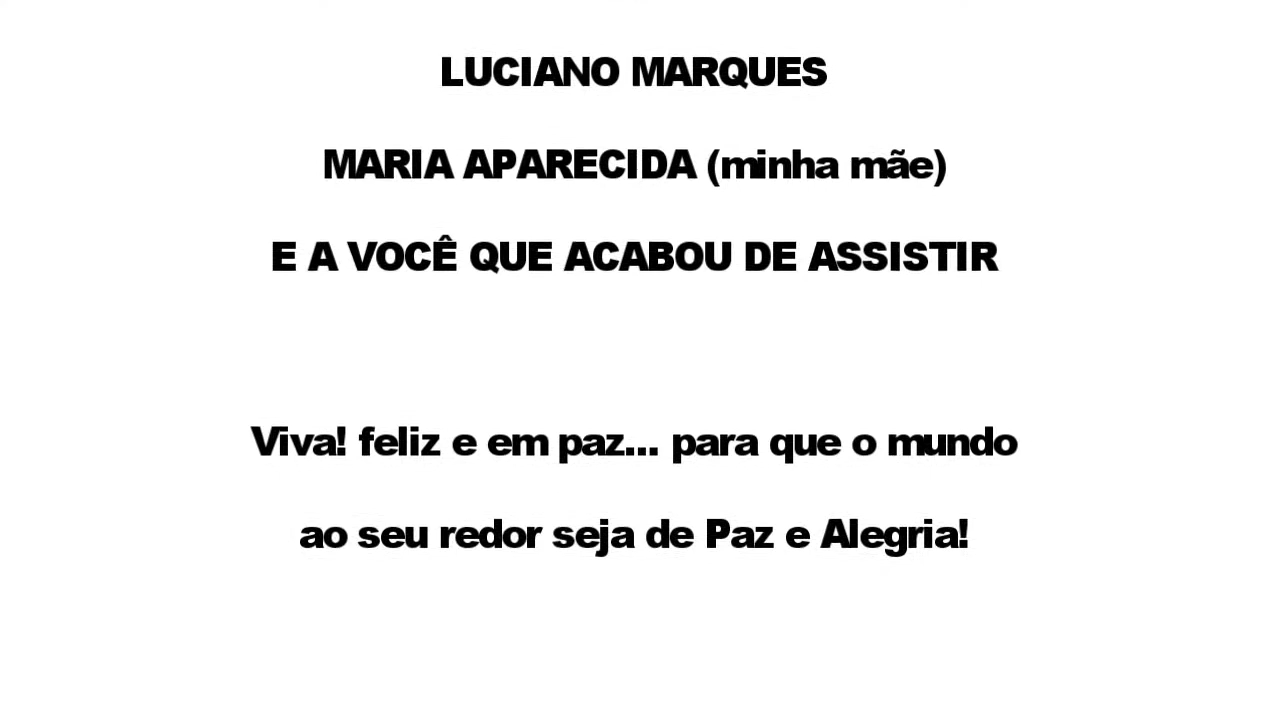 LUCIANO MARQUES
MARIA APARECIDA (minha mãe)
E A VOCÊ QUE ACABOU DE ASSISTIR
Viva! feliz e em paz... para que o mundo
ao seu redor seja de Paz e Alegria!